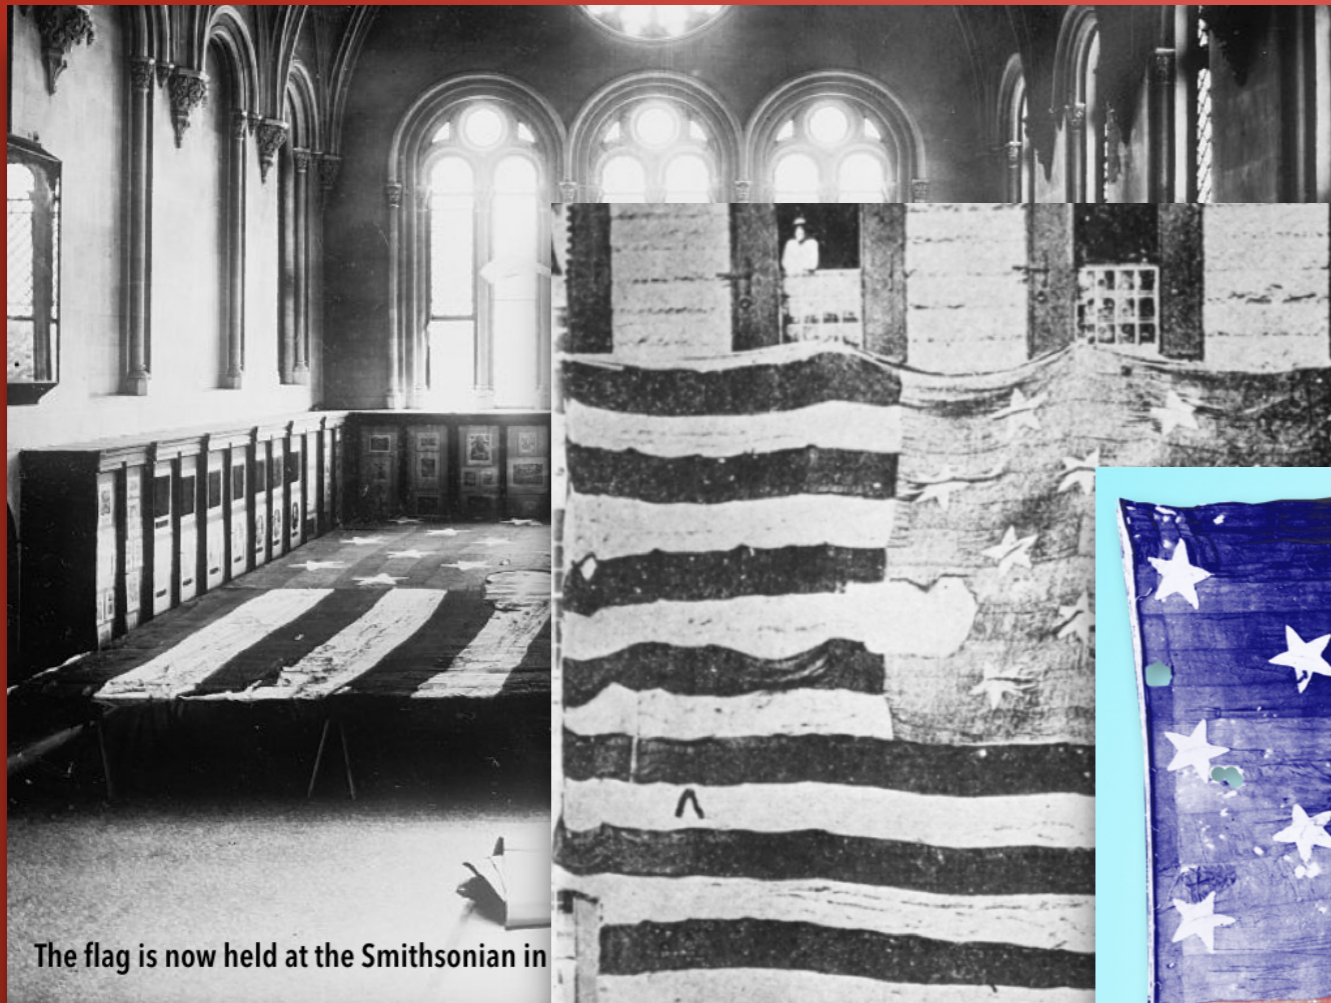 The flag is now held at the Smithsonian in